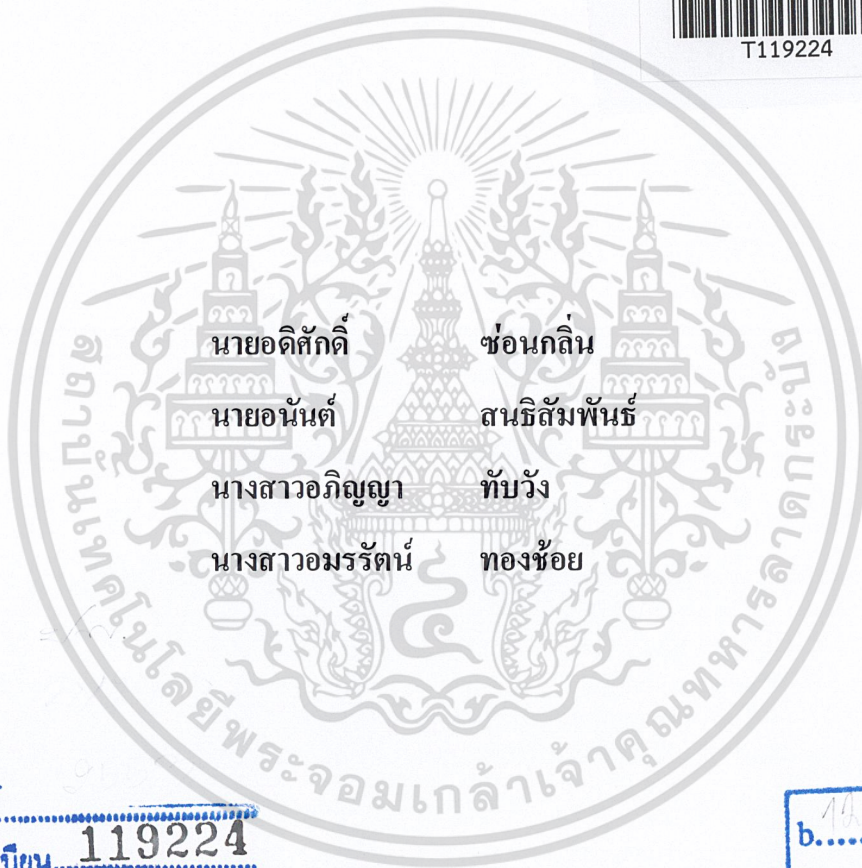 T119224
นายอดิศักดิ์ ซ่อนกลิ่น
นายอนันต์ สนธิสัมพันธ์
นางสาวอภิญญา ทับวัง
นางสาวอมรรัตน์ ทองช้อย
สถาบันเทคโนโลยีพระจอมเกล้าเจ้าคุณทหารลาดกระบัง
119224
b.